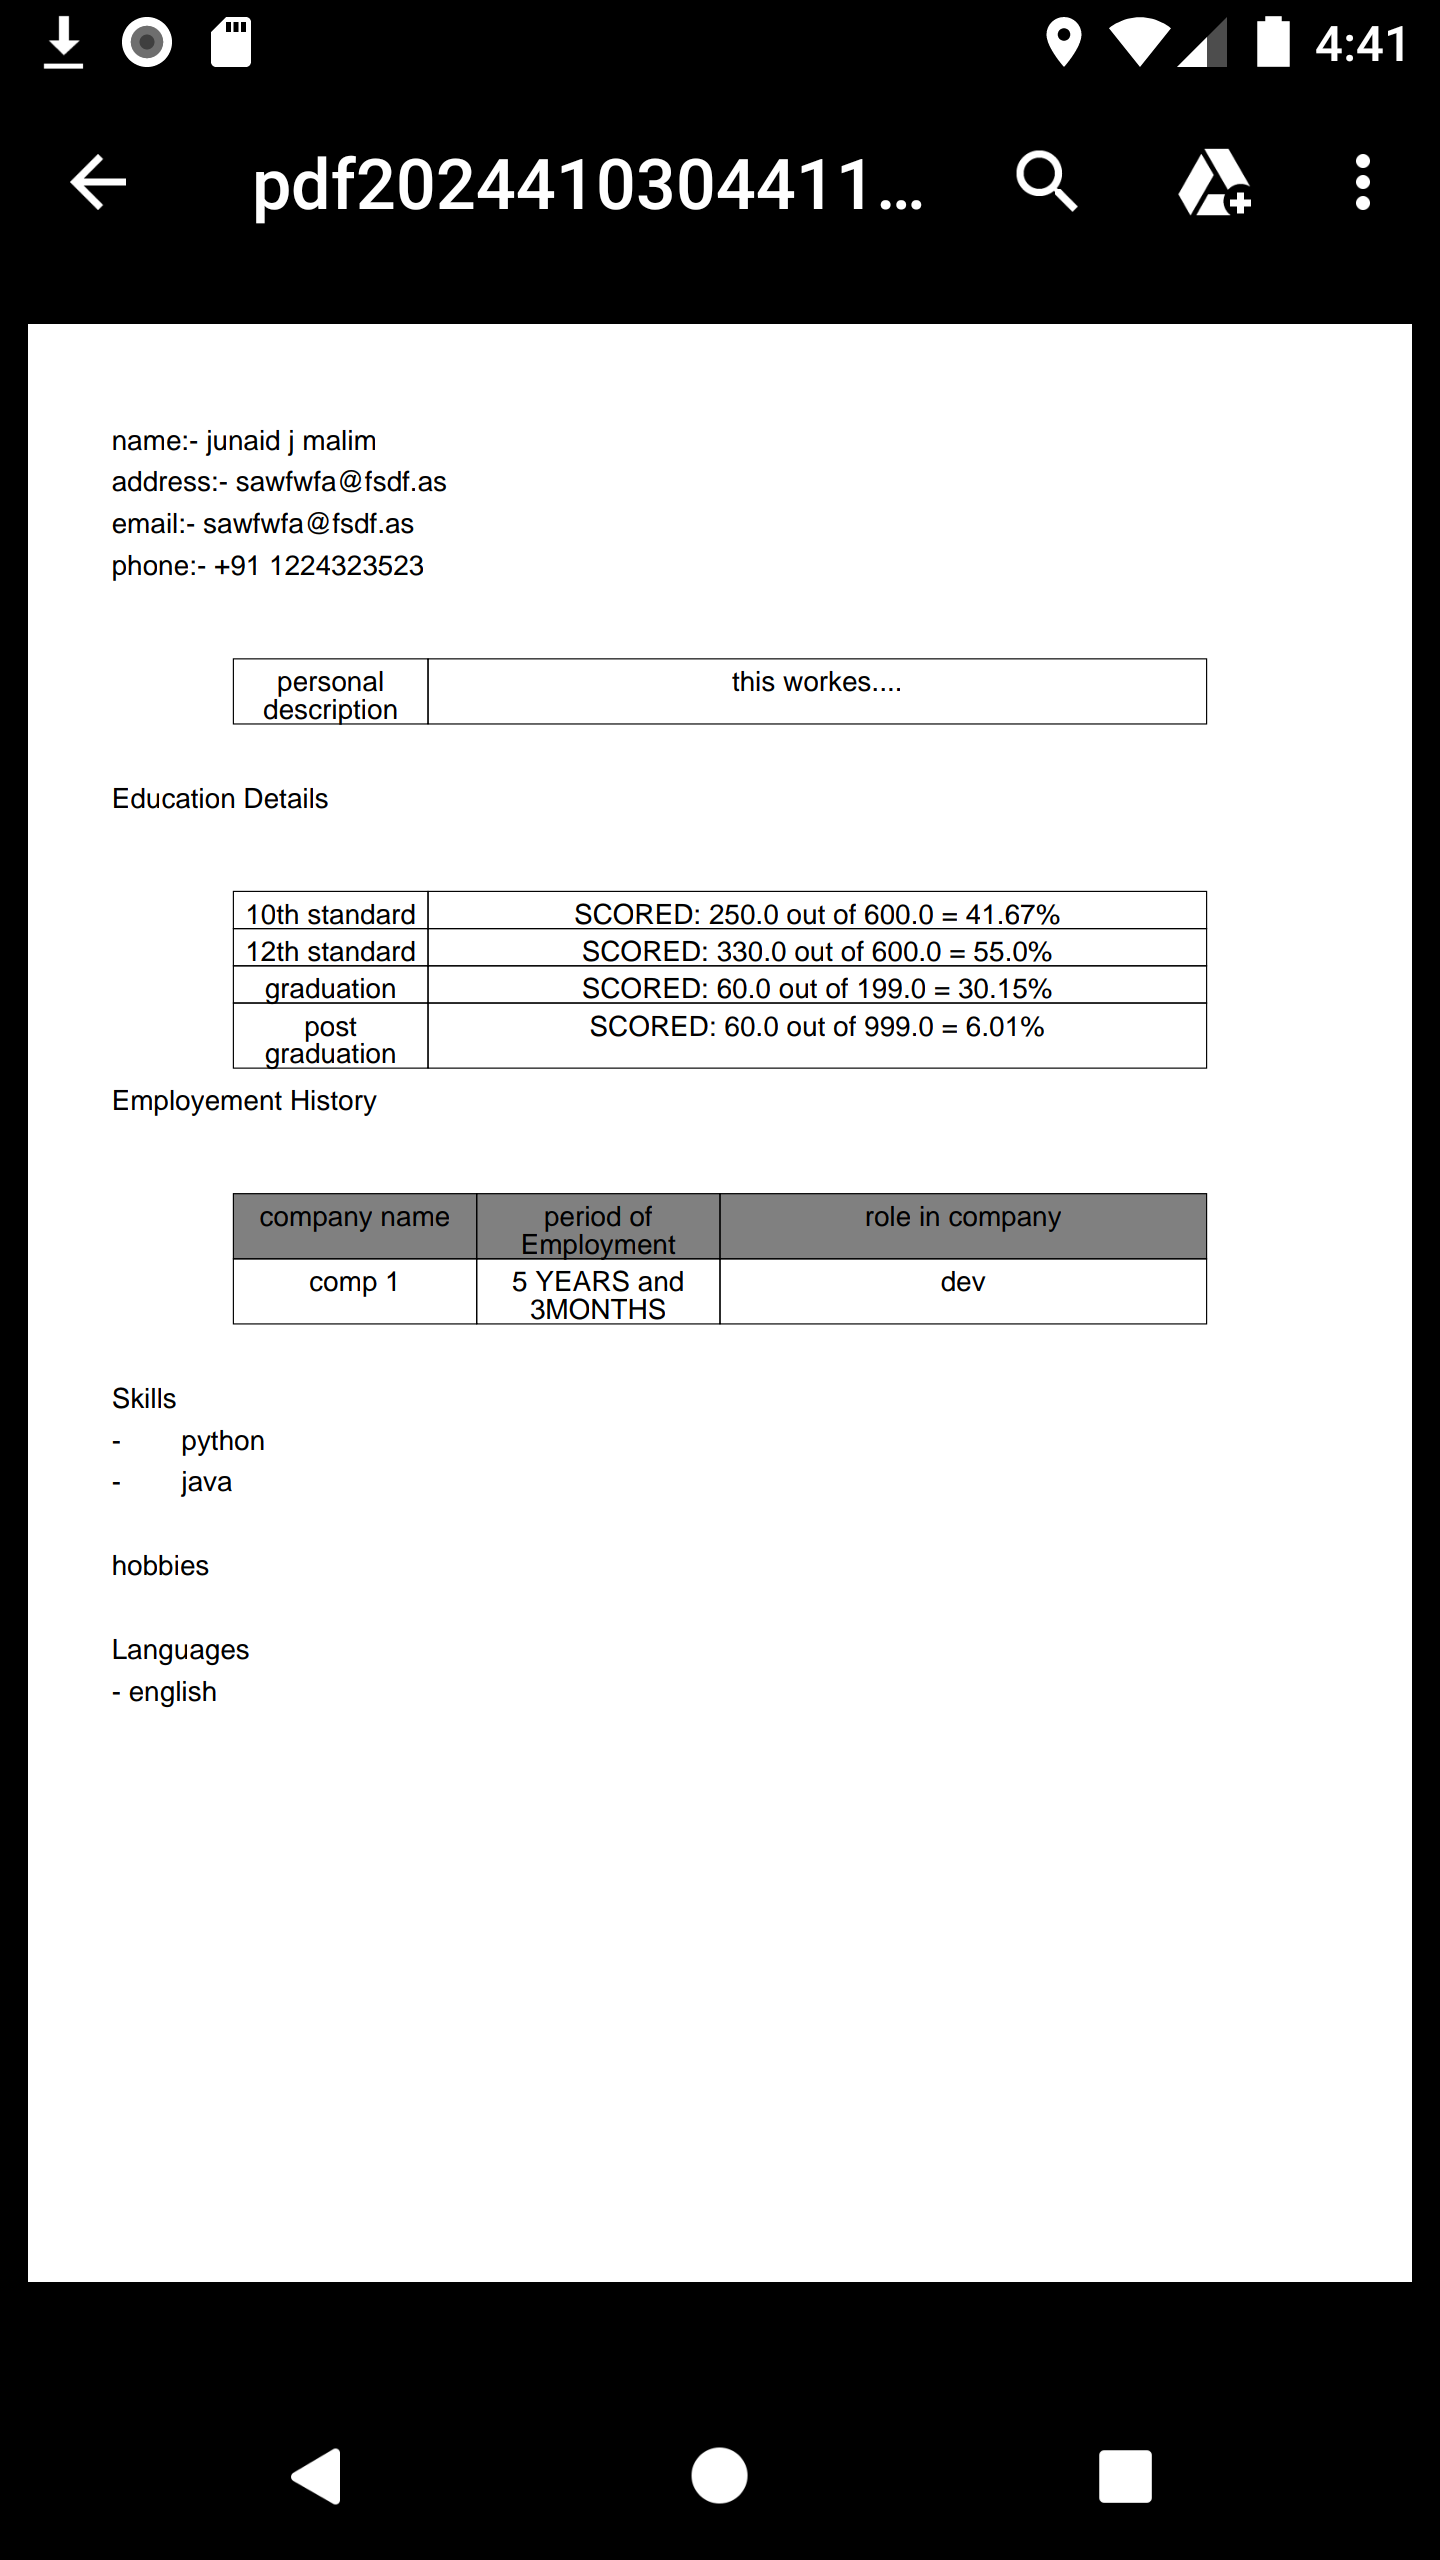 4:41
pdf2024410304411...
name:- junaid j malim
address:- sawfwfa@fsdf.as
email:- sawfwfa@fsdf.as
phone:- +91 1224323523
personal
description
this workes....
Education Details
10th standard SCORED: 250.0 out of 600.0 = 41.67%
12th standard SCORED: 330.0 out of 600.0 = 55.0%
graduation SCORED: 60.0 out of 199.0 = 30.15%
post
graduation
SCORED: 60.0 out of 999.0 = 6.01%
Employement History
company name
period of
Employment
role in company
comp 1
5 YEARS and
3MONTHS
dev
Skills
- python
- java
hobbies
Languages
- english